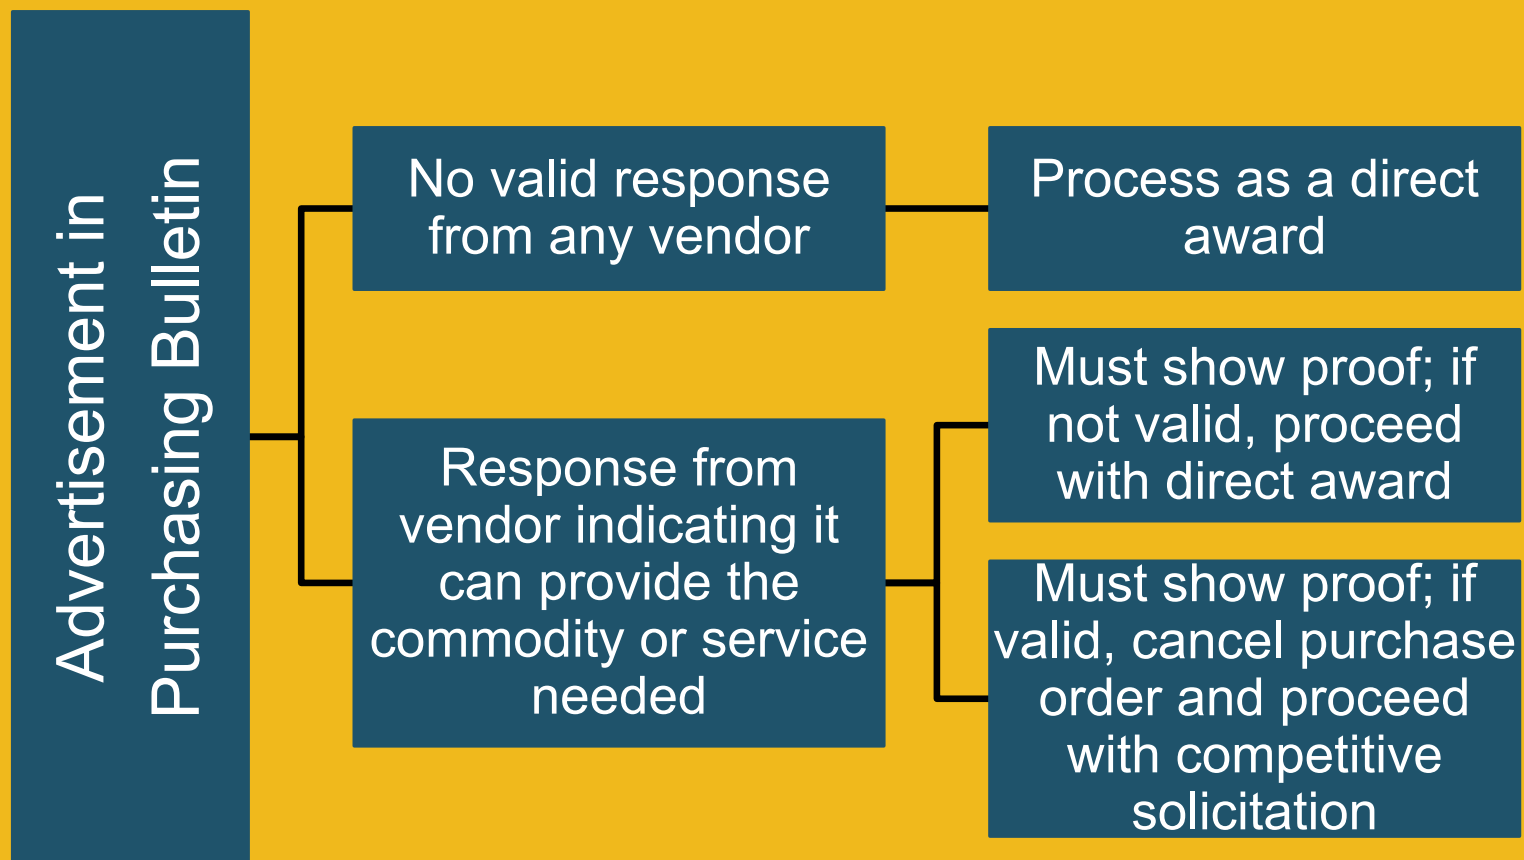 Advertisement in
Purchasing Bulletin
No valid response
from any vendor
Process as a direct
award
Response from
vendor indicating it
can provide the
commodity or service
needed
Must show proof; if
not valid, proceed
with direct award
Must show proof; if
valid, cancel purchase
order and proceed
with competitive
solicitation